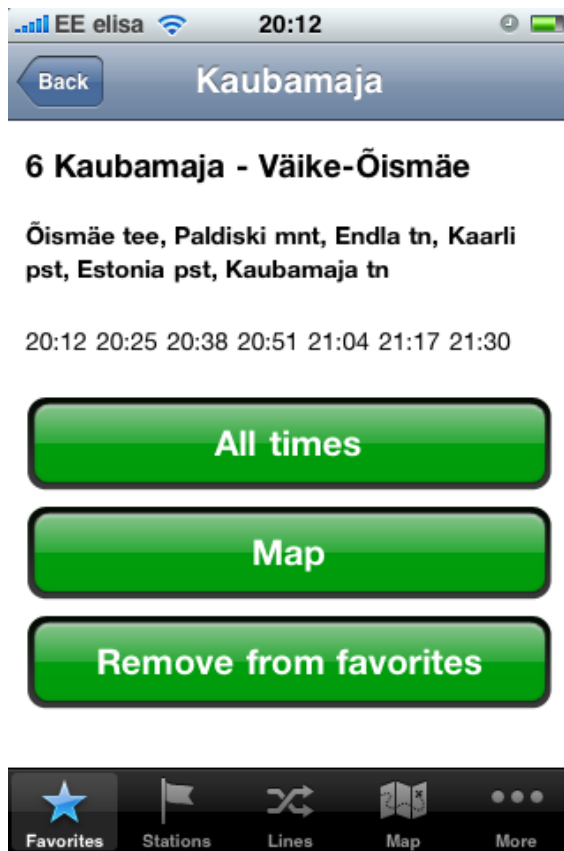 EE elisa 20:12
Back Kaubamaja
6 Kaubamaja - Väike-Õismäe
Õismäe tee, Paldiski mnt, Endla tn, Kaarli
pst, Estonia pst, Kaubamaja tn
20:12 20:25 20:38 20:51 21:04 21:17 21:30
All times
Map
Remove from favorites
Favorites Stations Lines Map More